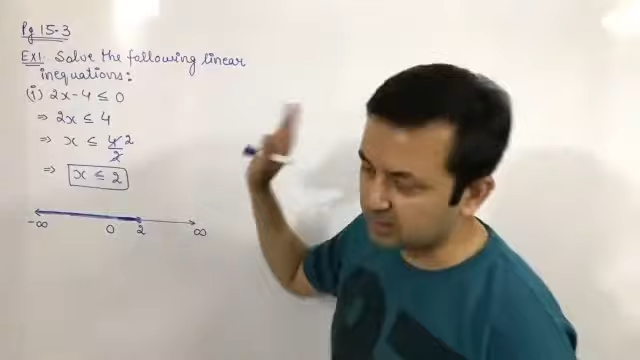 Pg 15.3
EX1. Solve the following linear
inequations:
(i) 2x - 4 ≤ 0
⇒ 2x ≤ 4
⇒ x ≤ 4/2 2
⇒ x ≤ 2
-∞ 0 2 ∞